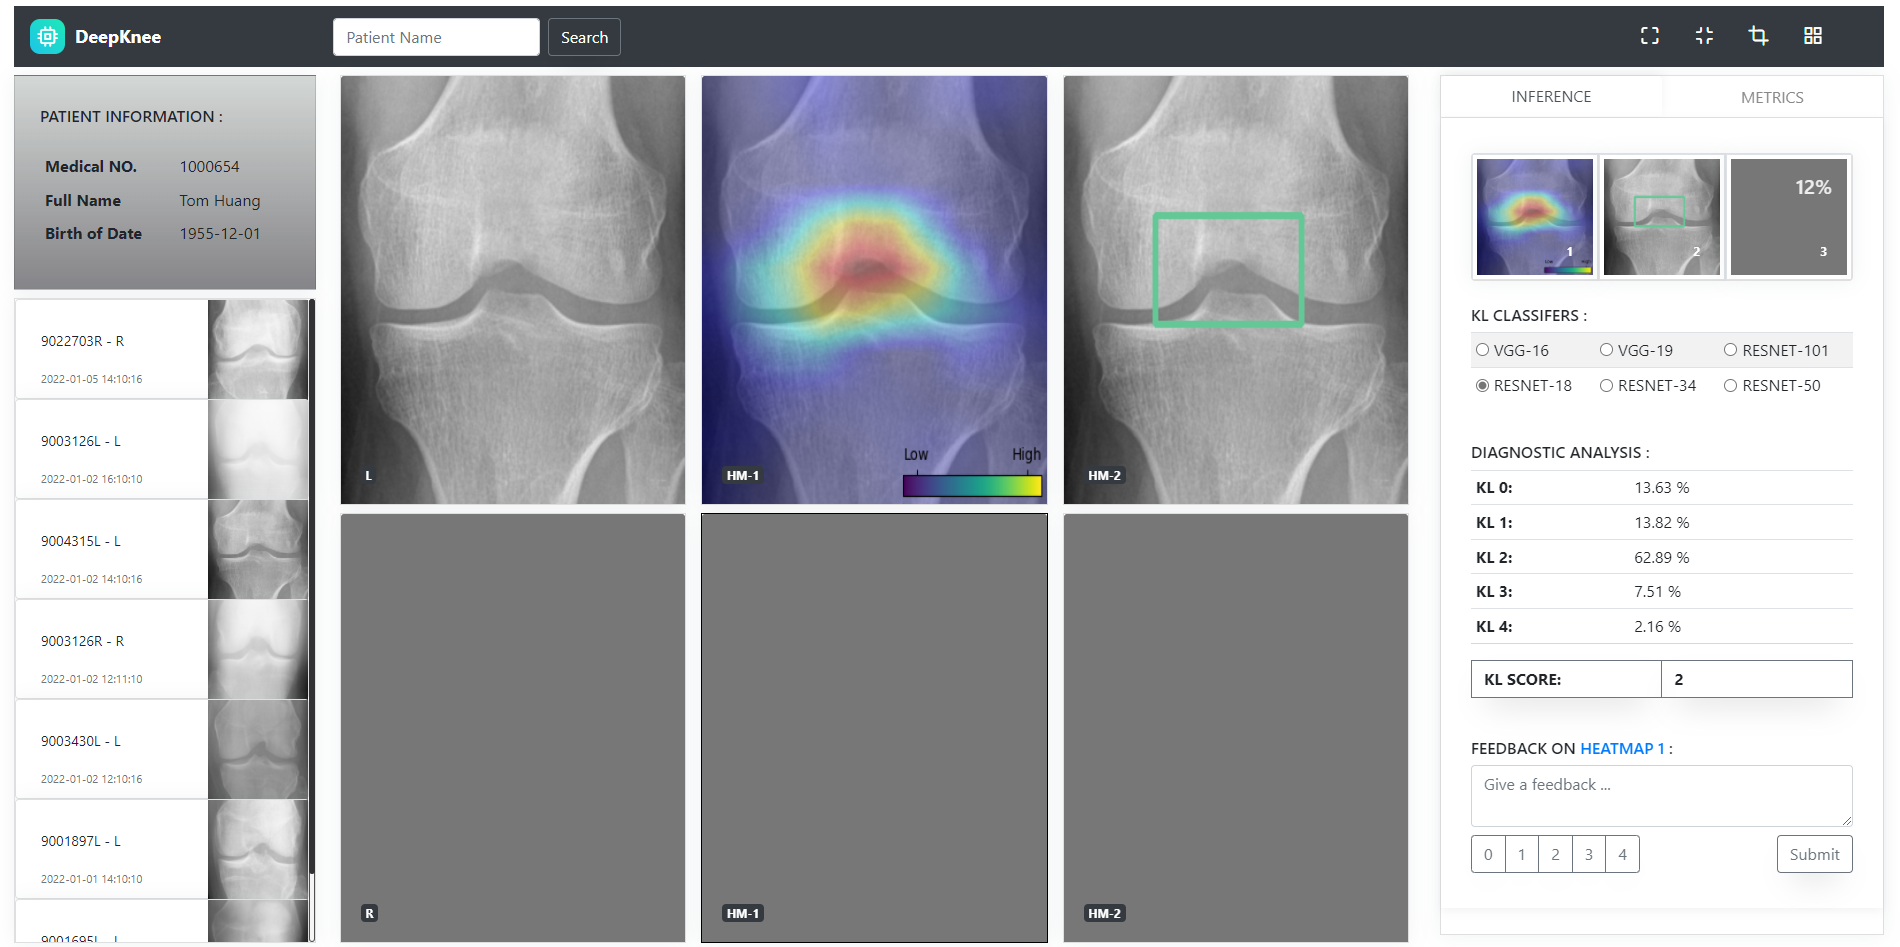 DeepKnee
Patient Name
Search
PATIENT INFORMATION :
Medical NO. 1000654
Full Name Tom Huang
Birth of Date 1955-12-01
9022703R - R
2022-01-05 14:10:16
9003126L - L
2022-01-02 16:10:10
9004315L - L
2022-01-02 14:10:16
9003126R - R
2022-01-02 12:11:10
9003430L - L
2022-01-02 12:10:16
9001897L - L
2022-01-01 14:10:10
9001695L - L
L
HM-1
Low High
HM-2
R
HM-1
HM-2
INFERENCE METRICS
1
Low High
2
12%
3
KL CLASSIFERS :
VGG-16 VGG-19 RESNET-101
RESNET-18 RESNET-34 RESNET-50
DIAGNOSTIC ANALYSIS :
KL 0: 13.63 %
KL 1: 13.82 %
KL 2: 62.89 %
KL 3: 7.51 %
KL 4: 2.16 %
KL SCORE: 2
FEEDBACK ON HEATMAP 1 :
Give a feedback ...
0 1 2 3 4
Submit